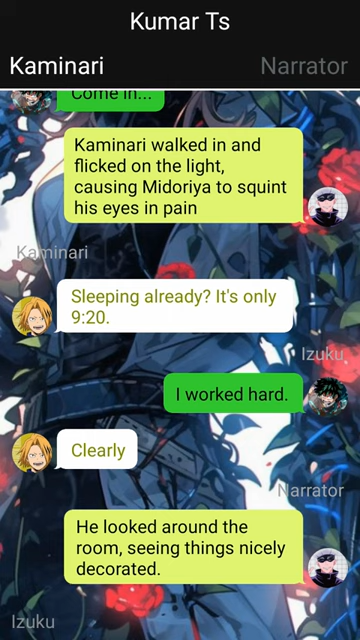 Kumar Ts
Kaminari
Narrator
Come in...
Kaminari walked in and
flicked on the light,
causing Midoriya to squint
his eyes in pain
Kaminari
Sleeping already? It's only
9:20.
Izuku
I worked hard.
Clearly
Narrator
He looked around the
room, seeing things nicely
decorated.
Izuku